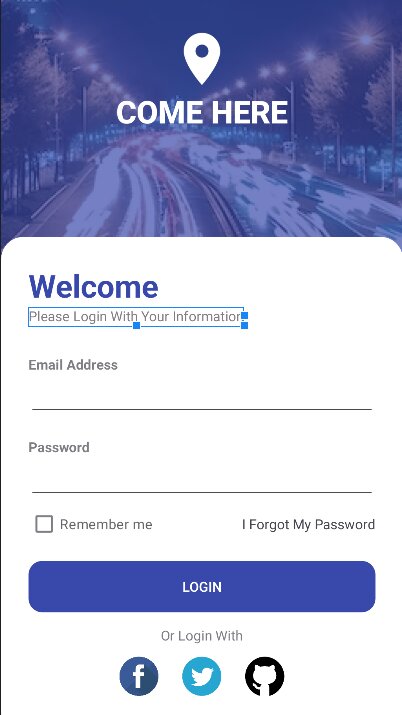 COME HERE
Welcome
Please Login With Your Information
Email Address
Password
Remember me
I Forgot My Password
LOGIN
Or Login With